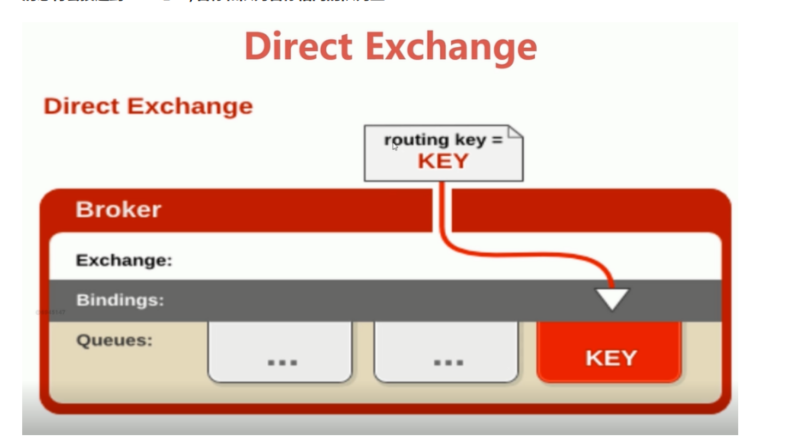 Direct Exchange
Direct Exchange
routing key =
KEY
Broker
Exchange:
Bindings:
Queues:
...
...
KEY